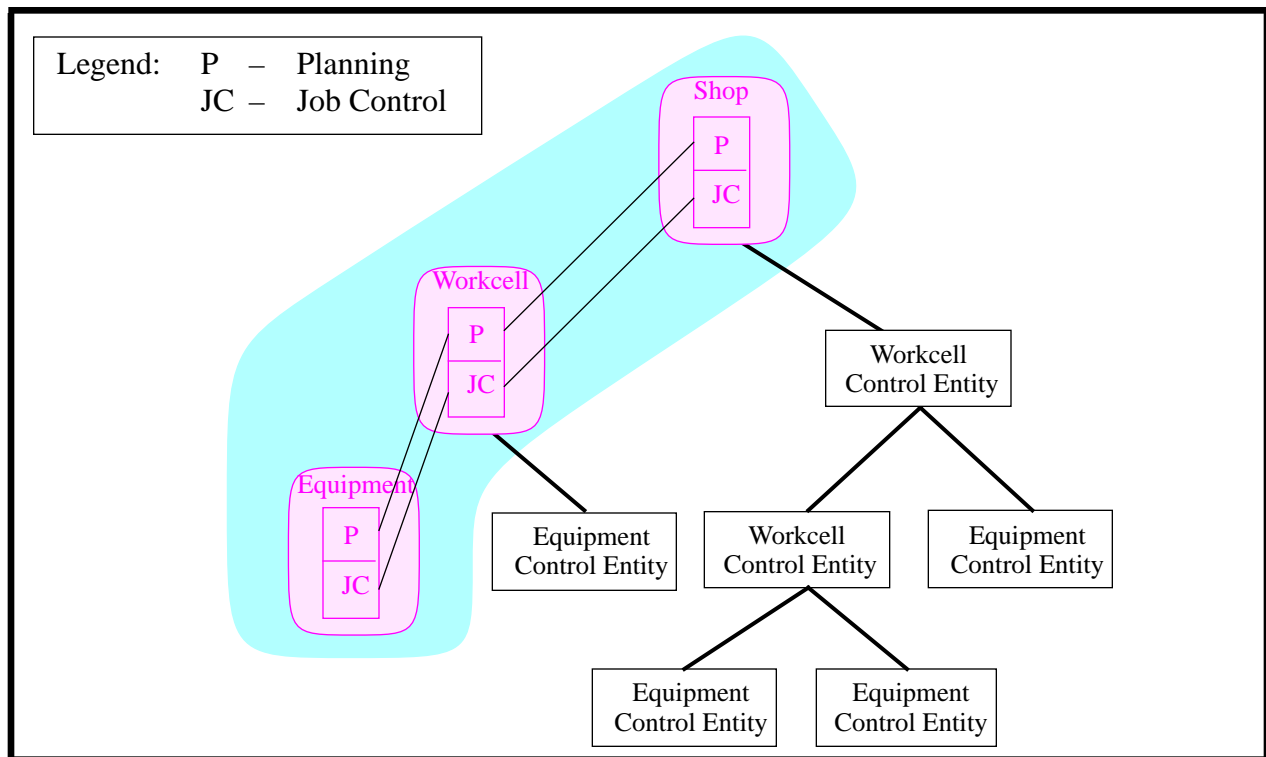 Legend: P – Planning
JC – Job Control
Shop
P
JC
Workcell
P
JC
Workcell
Control Entity
Equipment
P
JC
Equipment
Control Entity
Workcell
Control Entity
Equipment
Control Entity
Equipment
Control Entity
Equipment
Control Entity